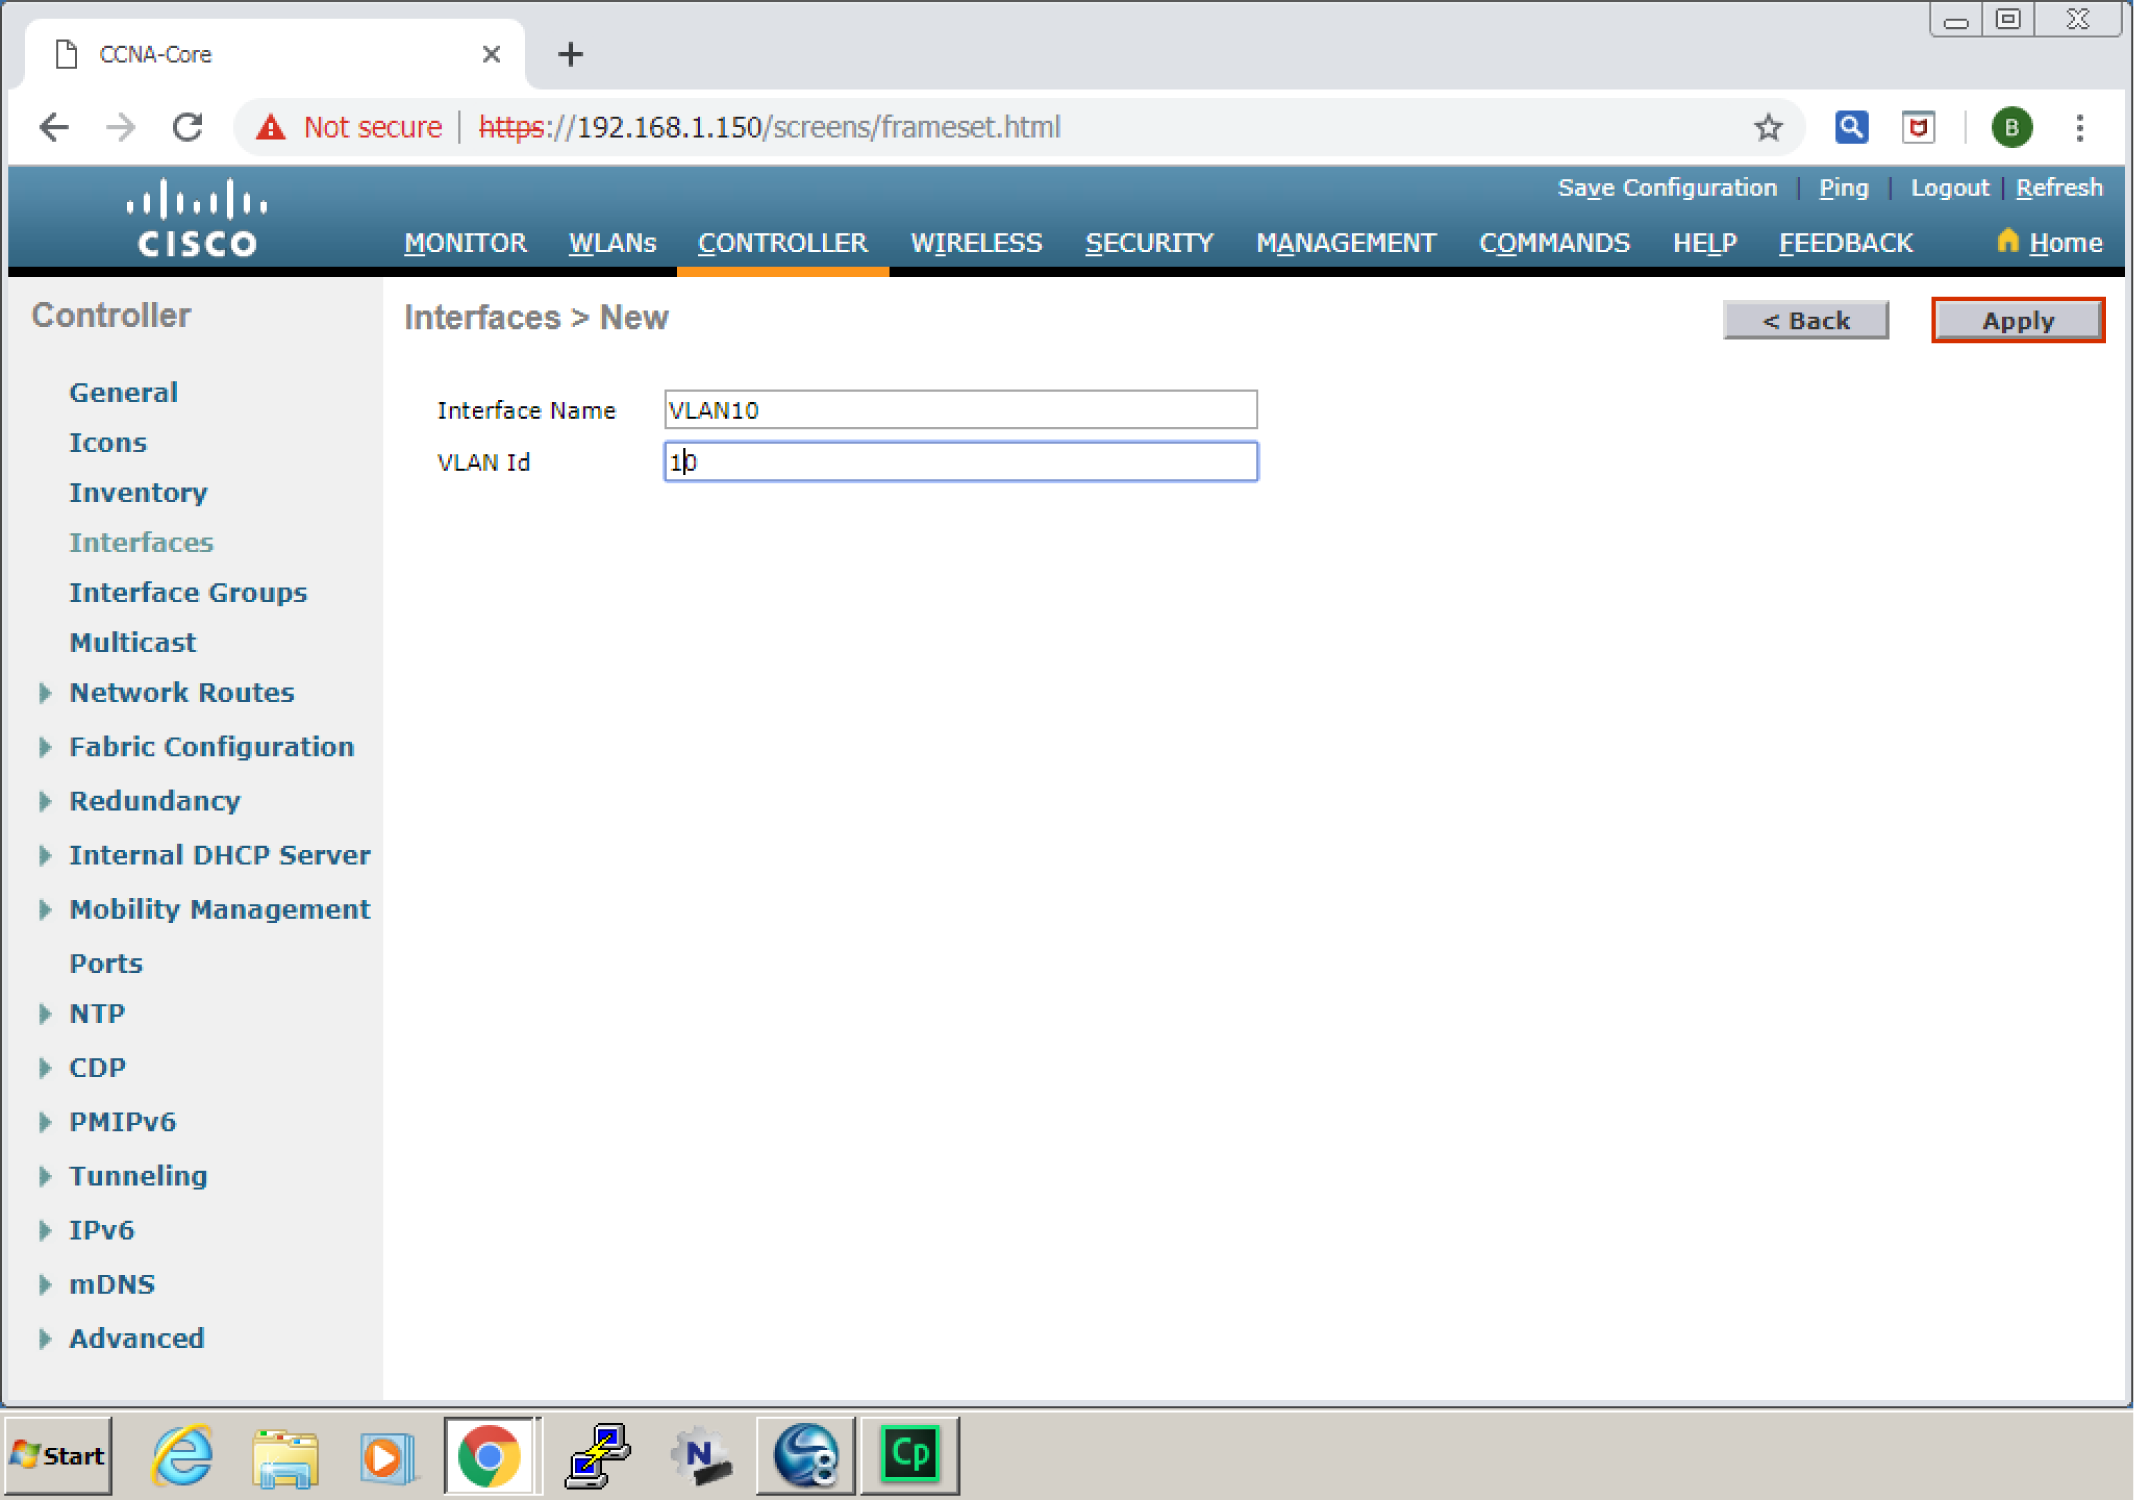 CCNA-Core
Not secure | https://192.168.1.150/screens/frameset.html
B
Save Configuration | Ping | Logout | Refresh
CISCO
MONITOR WLANs CONTROLLER WIRELESS SECURITY MANAGEMENT COMMANDS HELP FEEDBACK Home
Controller
Interfaces > New
< Back
Apply
General
Icons
Inventory
Interfaces
Interface Groups
Multicast
Network Routes
Fabric Configuration
Redundancy
Internal DHCP Server
Mobility Management
Ports
NTP
CDP
PMIPv6
Tunneling
IPv6
mDNS
Advanced
Interface Name VLAN10
VLAN Id 10
Start
N
8
Cp